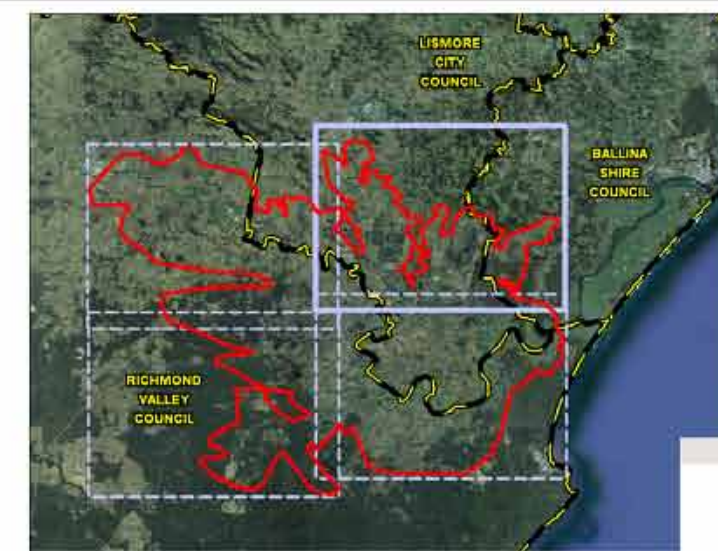 LISMORE
CITY
COUNCIL
BALLINA
SHIRE
COUNCIL
RICHMOND
VALLEY
COUNCIL